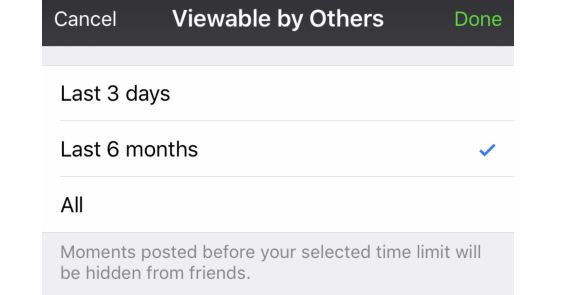 Cancel Viewable by Others Done
Last 3 days
Last 6 months
All
Moments posted before your selected time limit will
be hidden from friends.